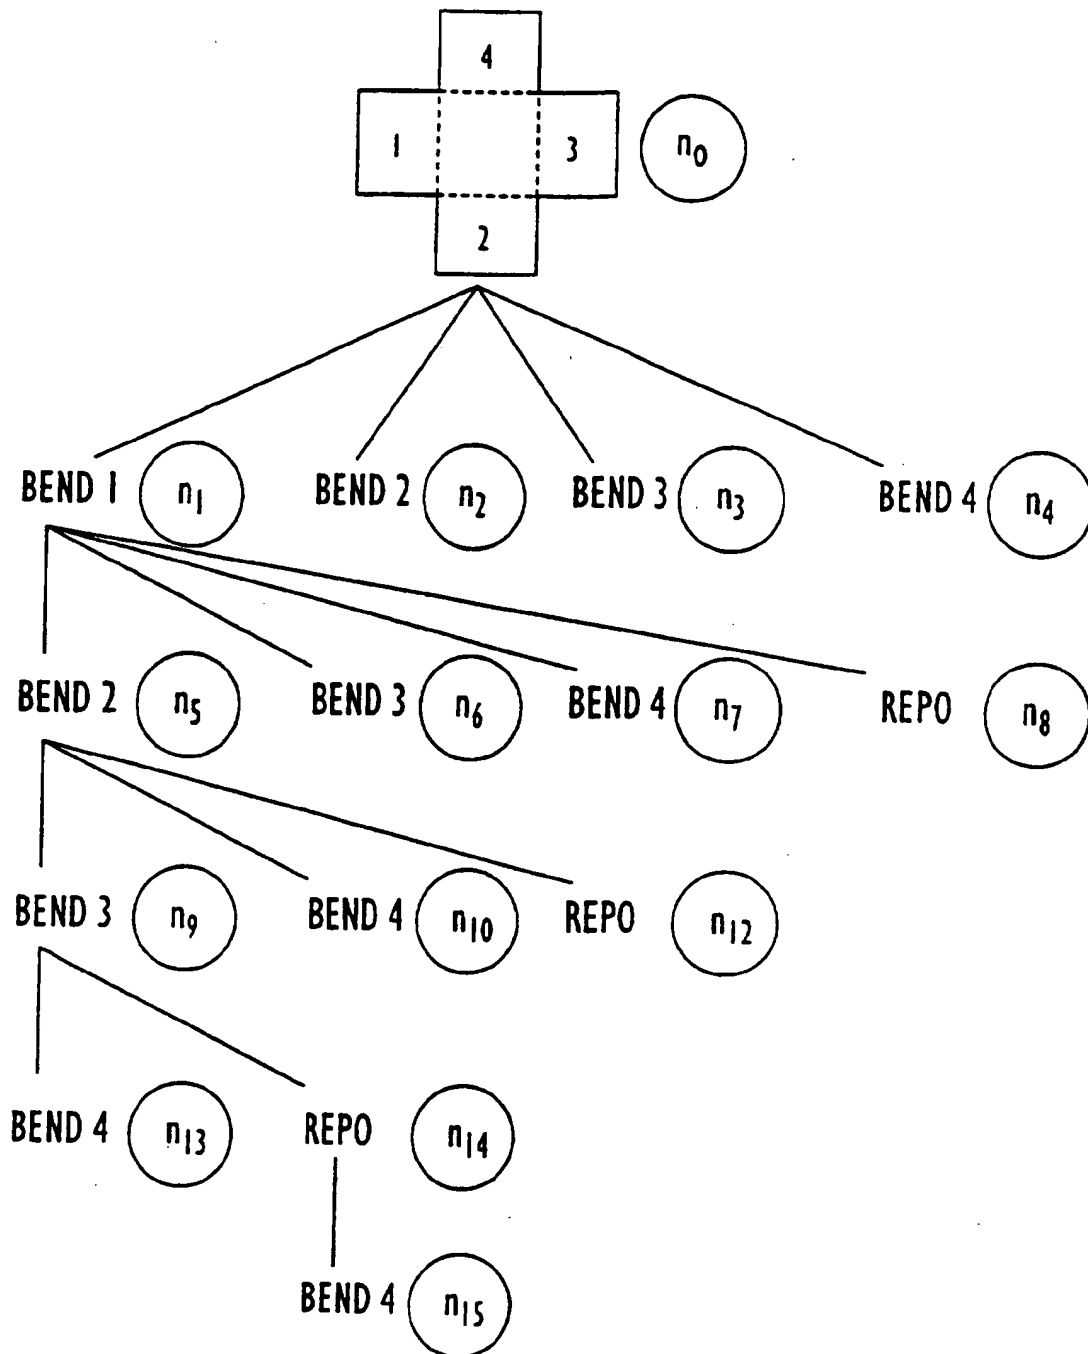 4
1 3 n0
2
BEND 1 n1 BEND 2 n2 BEND 3 n3 BEND 4 n4
BEND 2 n5 BEND 3 n6 BEND 4 n7 REPO n8
BEND 3 n9 BEND 4 n10 REPO n12
BEND 4 n13 REPO n14
BEND 4 n15